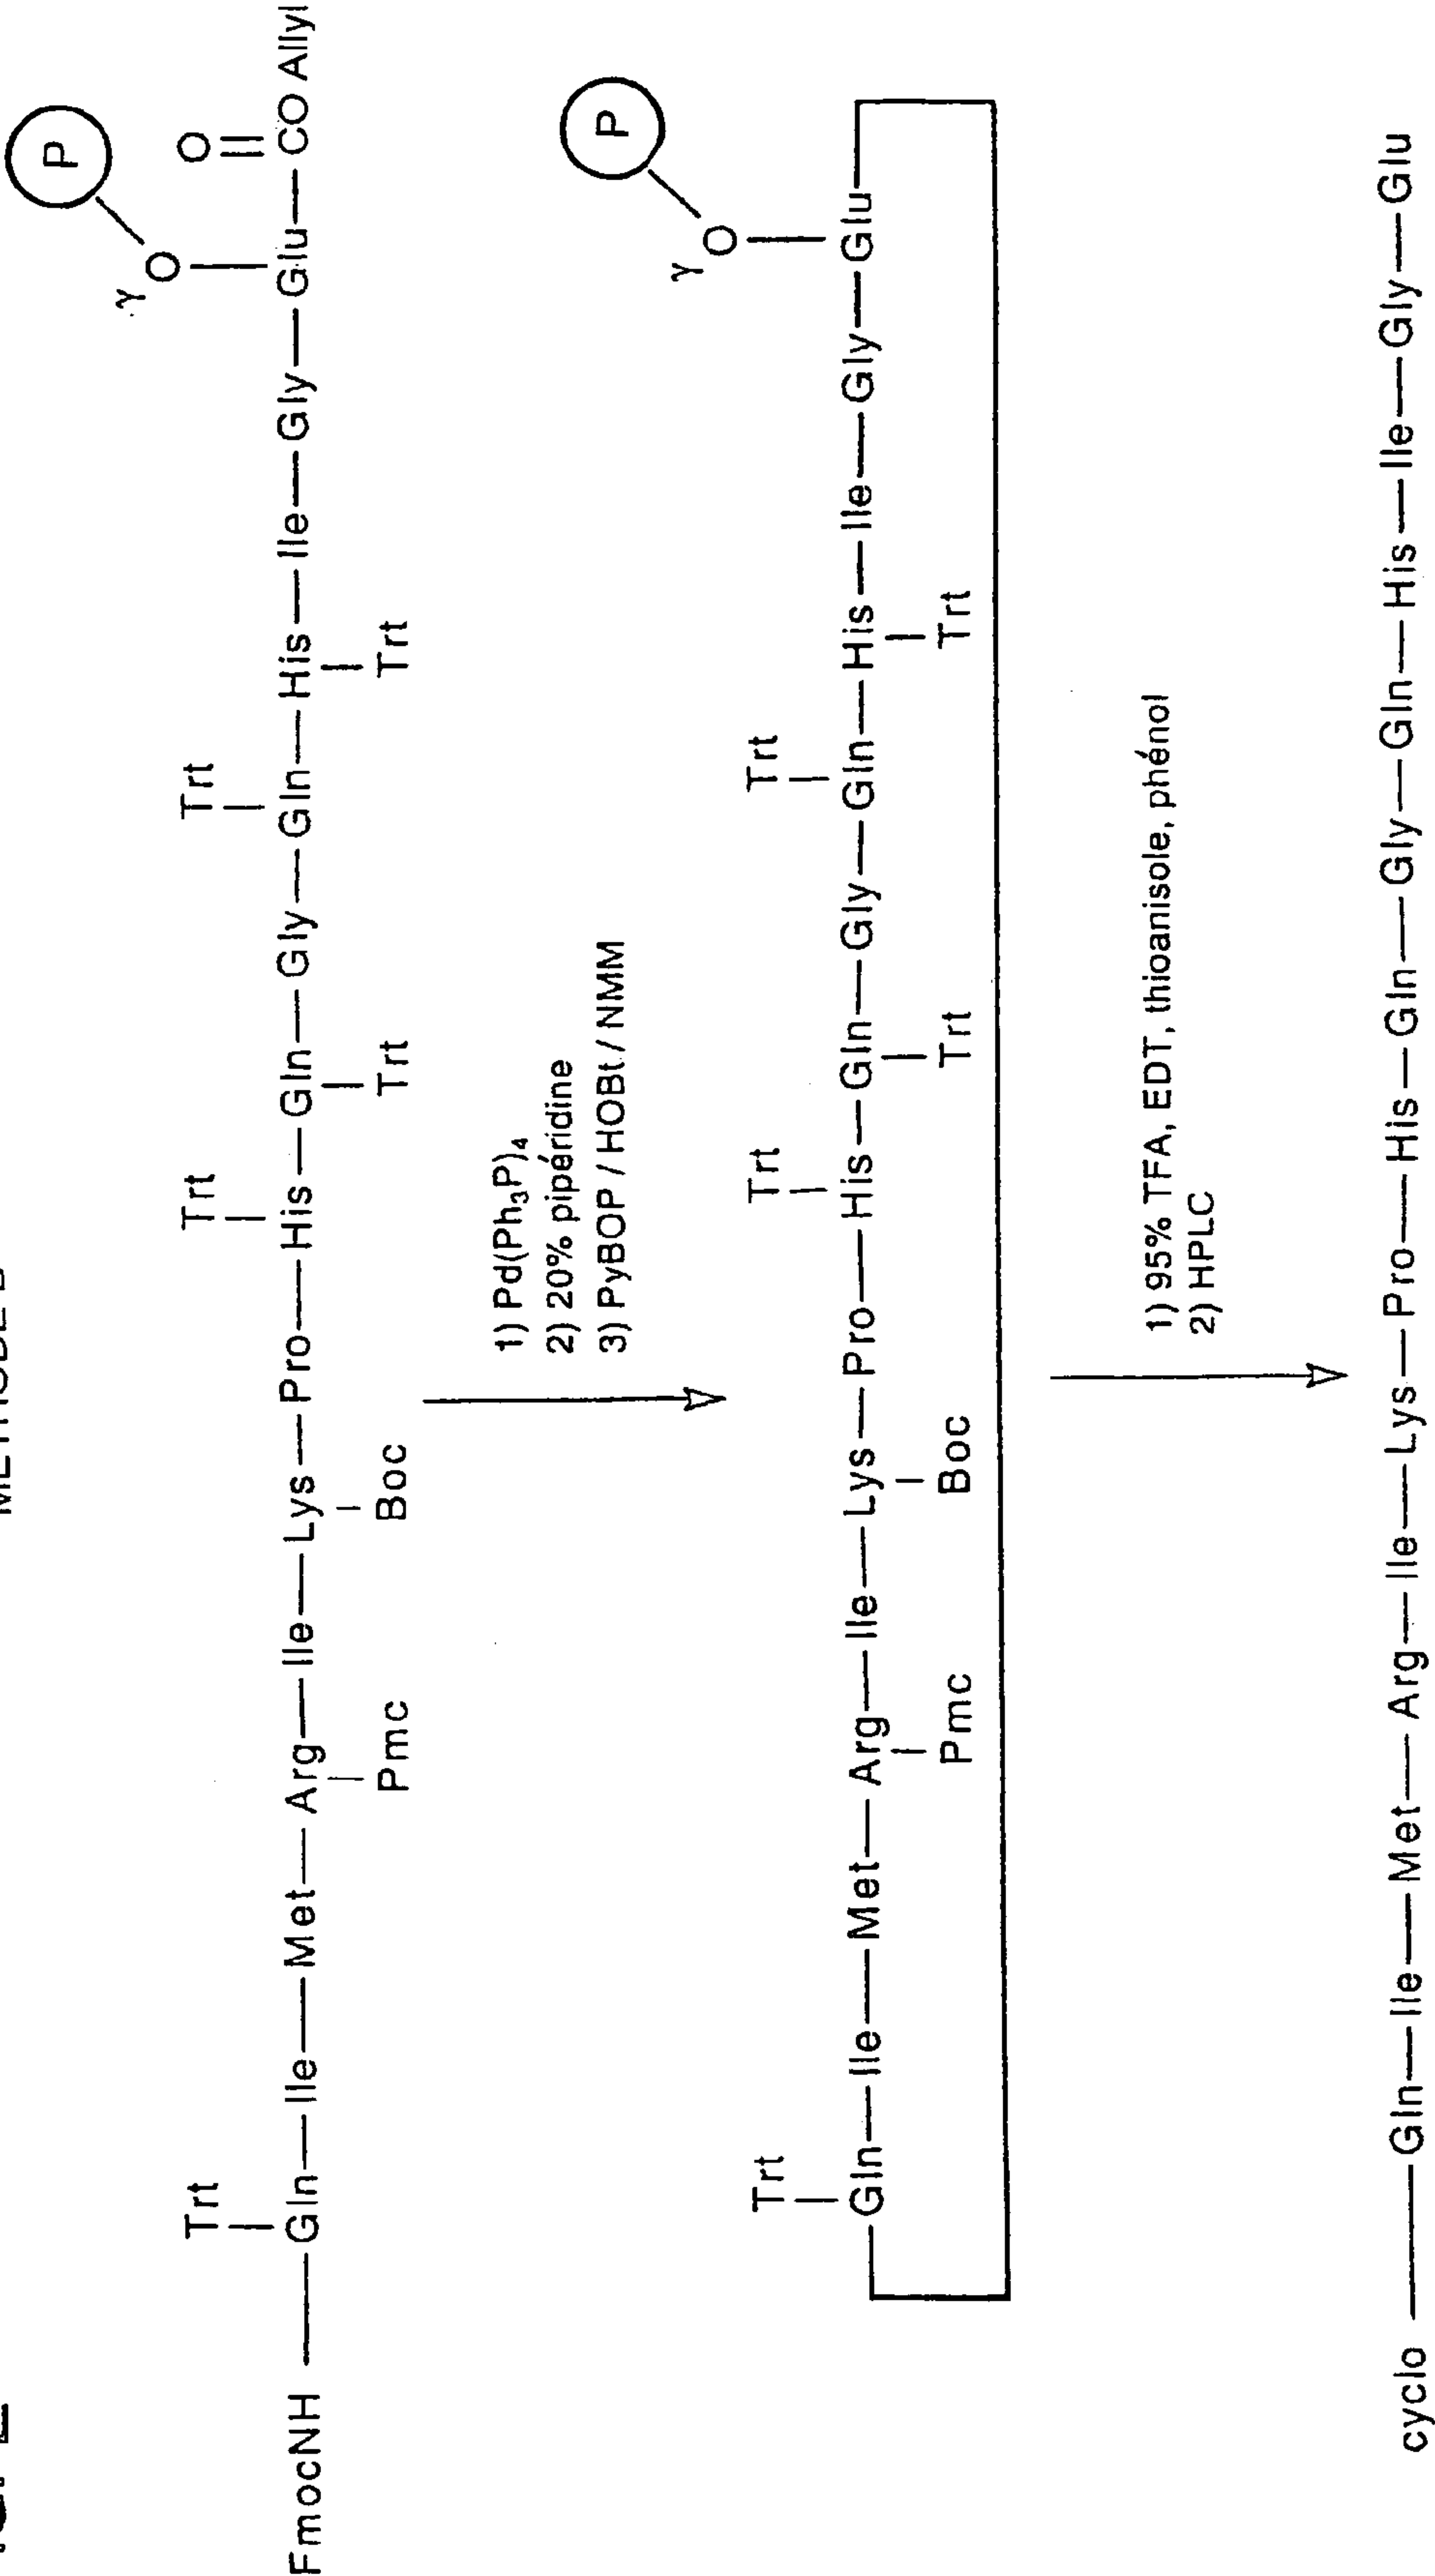 P
γ O O
Trt Trt Trt
FmocNH — Gln — Ile — Met — Arg — Ile — Lys — Pro — His — Gln — Gly — Gln — His — Ile — Gly — Glu — CO Allyl
Pmc Boc Trt Trt
1) Pd(Ph₃P)₄
2) 20% pipéridine
3) PyBOP / HOBt / NMM
P
γ O
Trt Trt Trt
Gln — Ile — Met — Arg — Ile — Lys — Pro — His — Gln — Gly — Gln — His — Ile — Gly — Glu
Pmc Boc Trt Trt
1) 95% TFA, EDT, thioanisole, phénol
2) HPLC
cyclo — Gln — Ile — Met — Arg — Ile — Lys — Pro — His — Gln — Gly — Gln — His — Ile — Gly — Glu